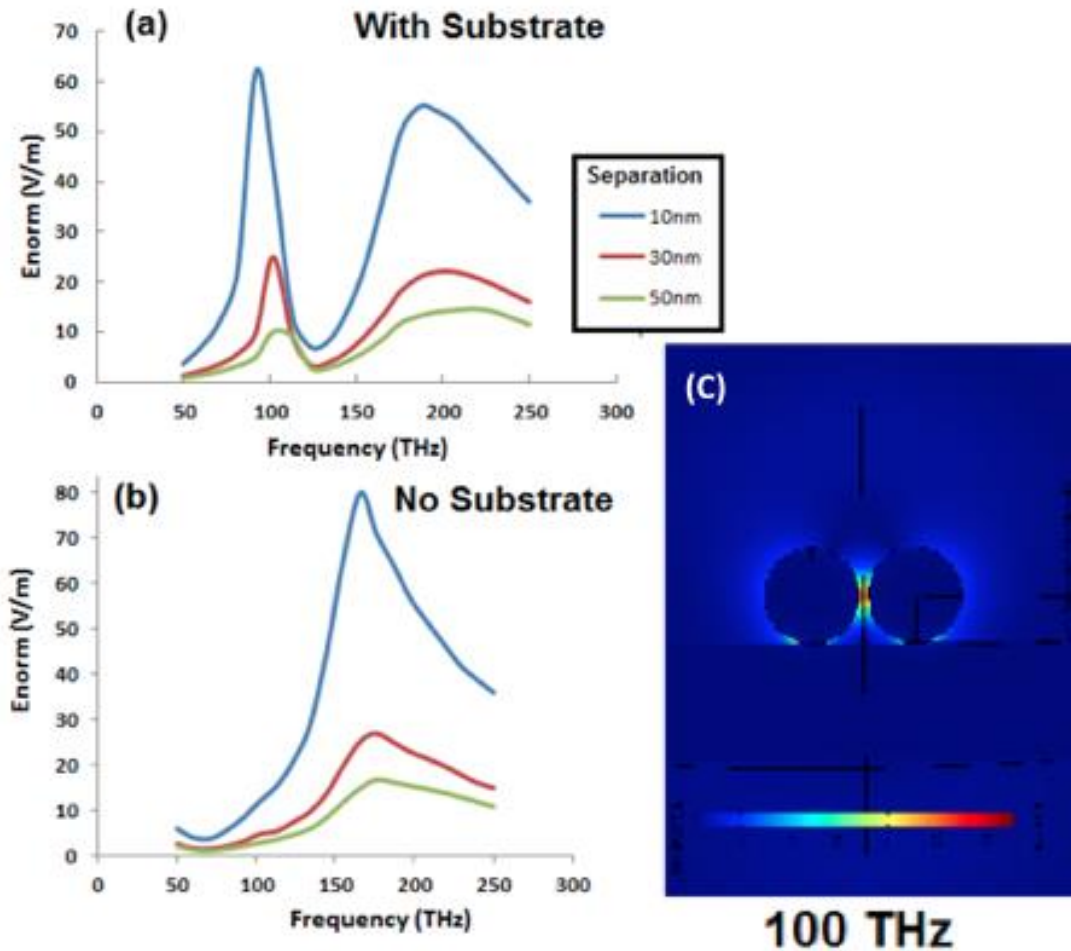 (a) With Substrate
70
60
50
40
30
20
10
0
Enorm (V/m)
0 50 100 150 200 250 300
Frequency (THz)
Separation
10nm
30nm
50nm
(b) No Substrate
80
70
60
50
40
30
20
10
0
Enorm (V/m)
0 50 100 150 200 250 300
Frequency (THz)
(C)
100 THz